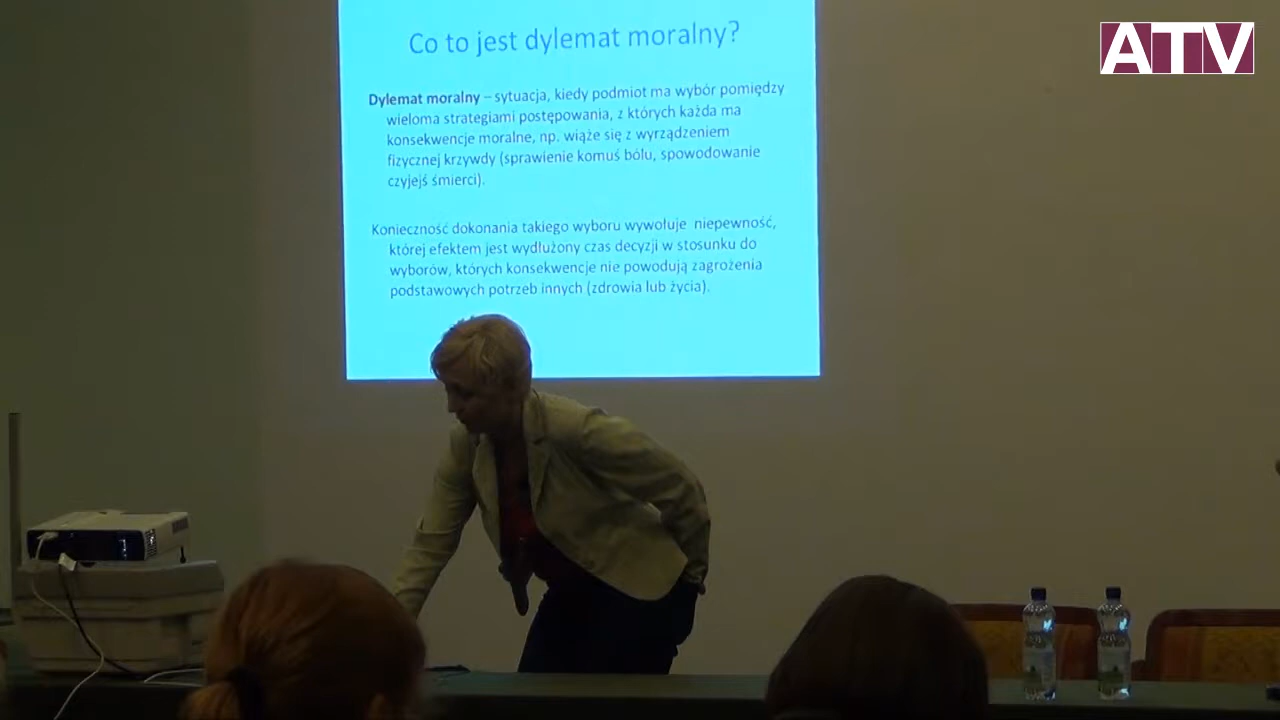 ATV
Co to jest dylemat moralny?
Dylemat moralny – sytuacja, kiedy podmiot ma wybór pomiędzy
wieloma strategiami postępowania, z których każda ma
konsekwencje moralne, np. wiąże się z wyrządzeniem
fizycznej krzywdy (sprawienie komuś bólu, spowodowanie
czyjejś śmierci).
Konieczność dokonania takiego wyboru wywołuje niepewność,
której efektem jest wydłużony czas decyzji w stosunku do
wyborów, których konsekwencje nie powodują zagrożenia
podstawowych potrzeb innych (zdrowia lub życia).